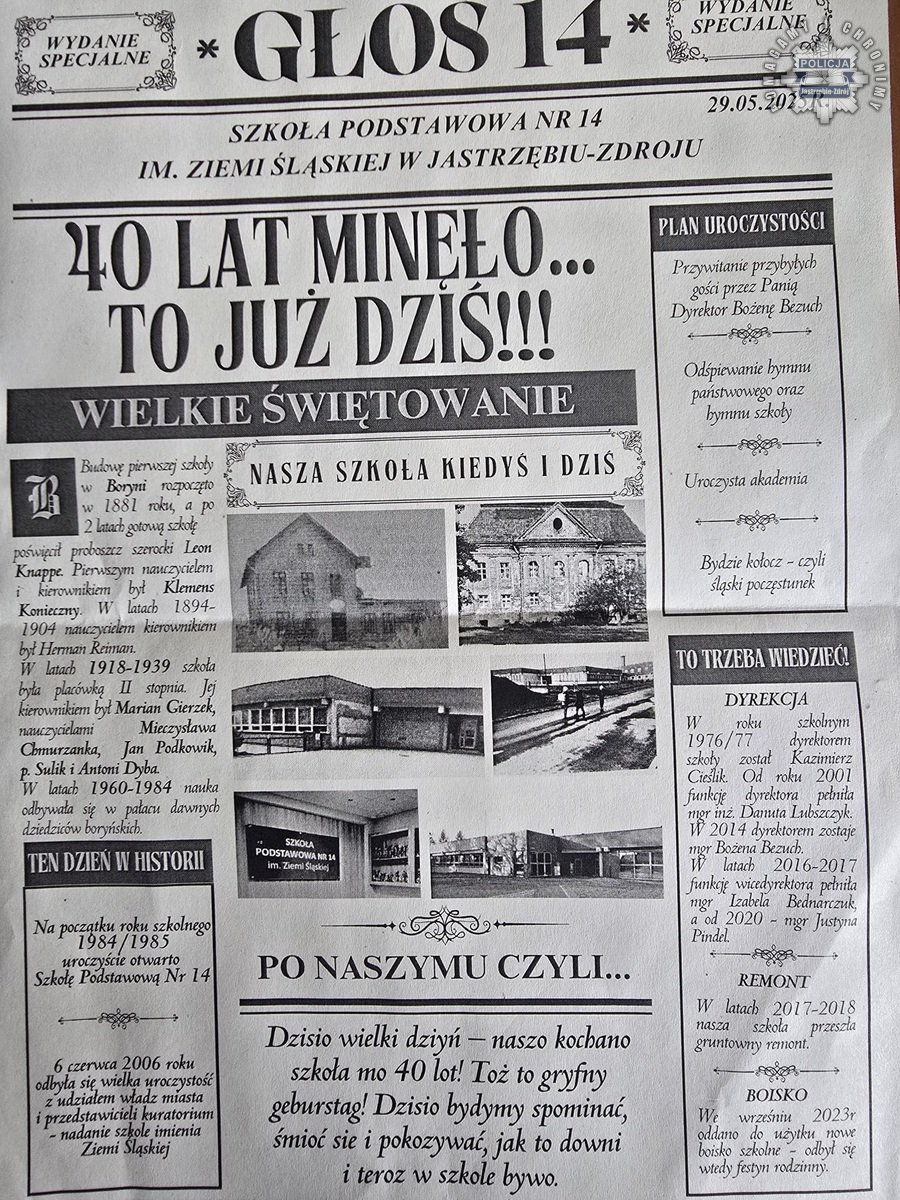 WYDANIE
SPECJALNE
* GŁOS 14 *
WYDANIE
SPECJALNE
POMAGAMY I CHRONIMY
POLICJA
Jastrzębie-Zdrój
SZKOŁA PODSTAWOWA NR 14
IM. ZIEMI ŚLĄSKIEJ W JASTRZĘBIU-ZDROJU
40 LAT MINĘŁO...
TO JUŻ DZIŚ!!!
WIELKIE ŚWIĘTOWANIE
B
Budowę pierwszej szkoły
w Boryni rozpoczęto
w 1881 roku, a po
2 latach gotową szkołę
poświęcił proboszcz szerocki Leon
Knappe. Pierwszym nauczycielem
i kierownikiem był Klemens
Konieczny. W latach 1894-
1904 nauczycielem kierownikiem
był Herman Reiman.
W latach 1918-1939 szkoła
była placówką II stopnia. Jej
kierownikiem był Marian Gierzek,
nauczycielami Mieczysława
Chmurzanka, Jan Podkowik,
p. Sulik i Antoni Dyba.
W latach 1960-1984 nauka
odbywała się w pałacu dawnych
dziedziców boryńskich.
TEN DZIEŃ W HISTORII
Na początku roku szkolnego
1984/1985
uroczyście otwarto
Szkołę Podstawową Nr 14
6 czerwca 2006 roku
odbyła się wielka uroczystość
z udziałem władz miasta
i przedstawicieli kuratorium
- nadanie szkole imienia
Ziemi Śląskiej
NASZA SZKOŁA KIEDYŚ I DZIŚ
SZKOŁA
PODSTAWOWA NR 14
im. Ziemi Śląskiej
PO NASZYMU CZYLI...
Dzisio wielki dziyń – naszo kochano
szkoła mo 40 lot! Toż to gryfny
geburstag! Dzisio bydymy spominać,
śmioć sie i pokozywać, jak to downi
i teroz w szkole bywo.
PLAN UROCZYSTOŚCI
Przywitanie przybyłych
gości przez Panią
Dyrektor Bożenę Bezuch
Odśpiewanie hymnu
państwowego oraz
hymnu szkoły
Uroczysta akademia
Bydzie kołocz – czyli
śląski poczęstunek
TO TRZEBA WIEDZIEĆ!
DYREKCJA
W roku szkolnym
1976/77 dyrektorem
szkoły został Kazimierz
Cieślik. Od roku 2001
funkcję dyrektora pełniła
mgr inż. Danuta Lubszczyk.
W 2014 dyrektorem zostaje
mgr Bożena Bezuch.
W latach 2016-2017
funkcję wicedyrektora pełniła
mgr Izabela Bednarczuk,
a od 2020 – mgr Justyna
Pindel.
REMONT
W latach 2017-2018
nasza szkoła przeszła
gruntowny remont.
BOISKO
We wrześniu 2023r
oddano do użytku nowe
boisko szkolne - odbył się
wtedy festyn rodzinny.